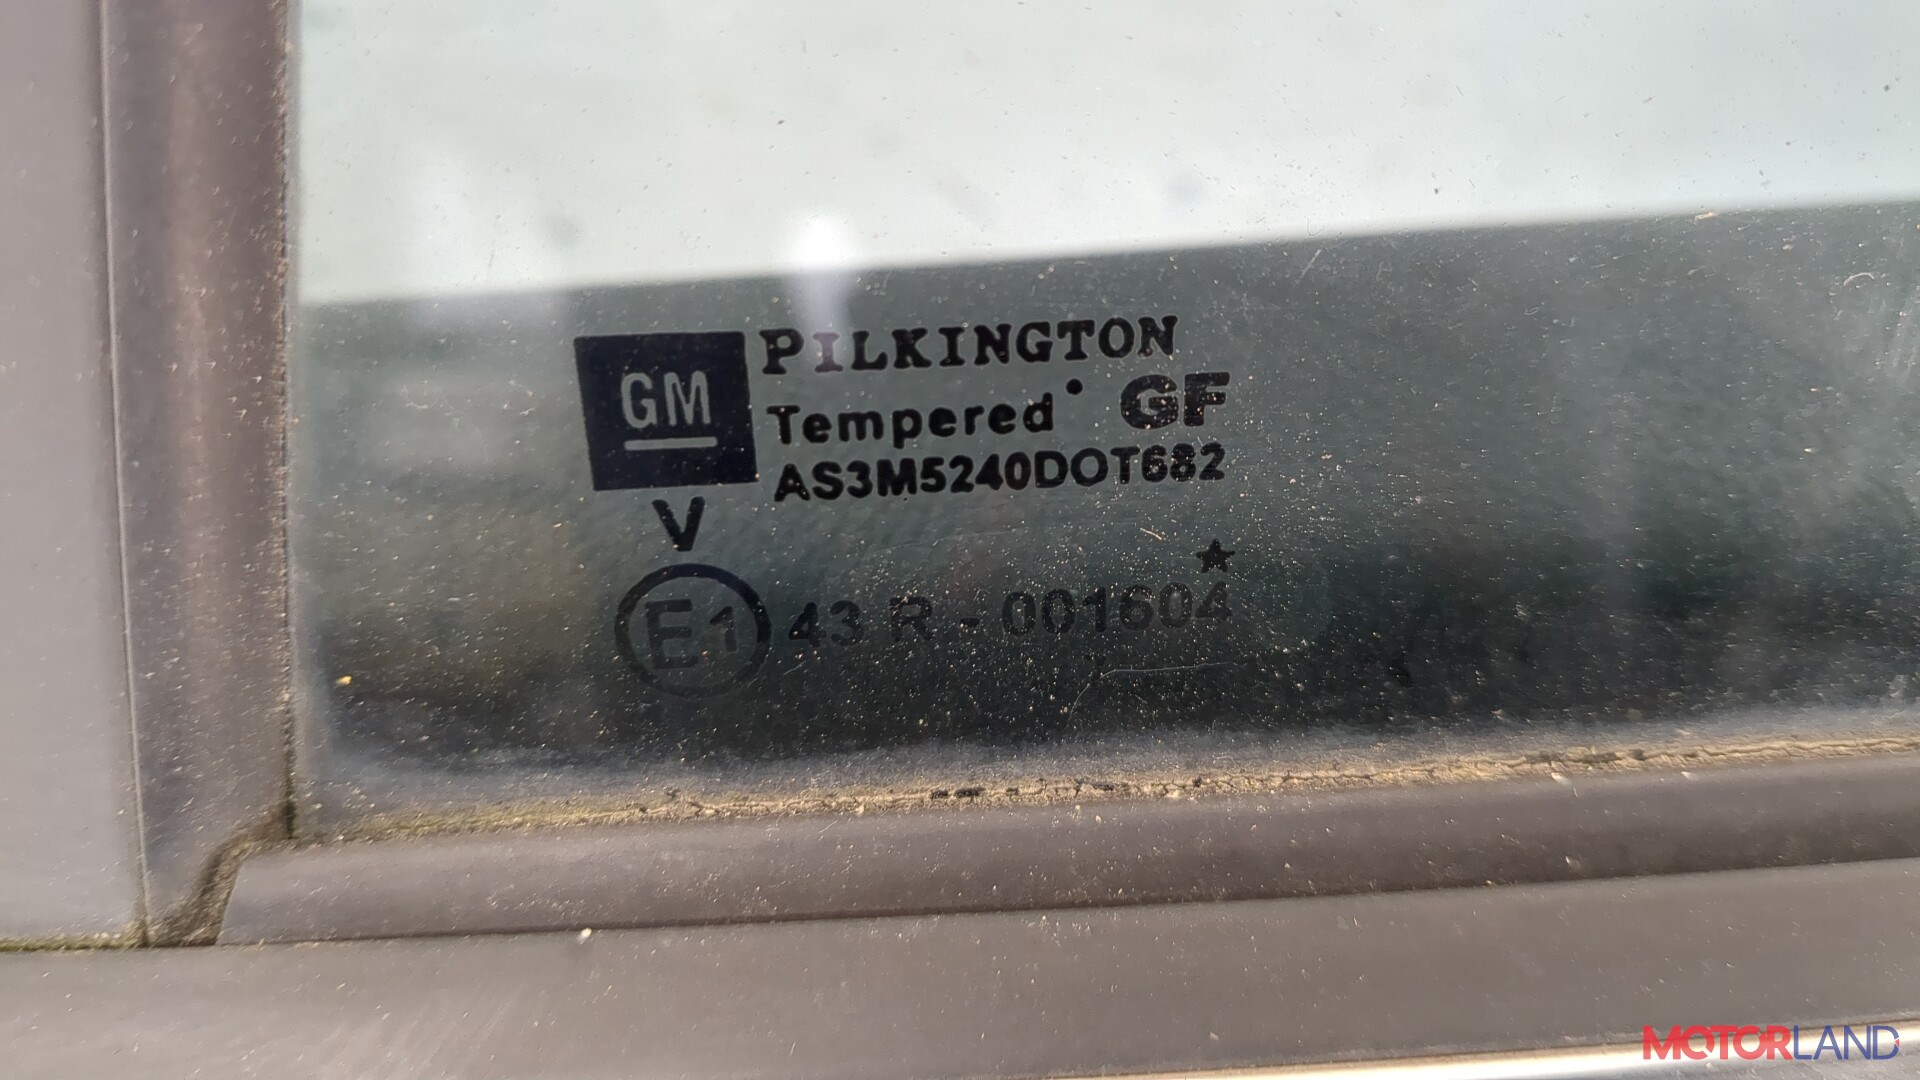 GM
PILKINGTON
Tempered GF
AS3M5240DOT682
V
E1 43 R - 001604
MOTORLAND